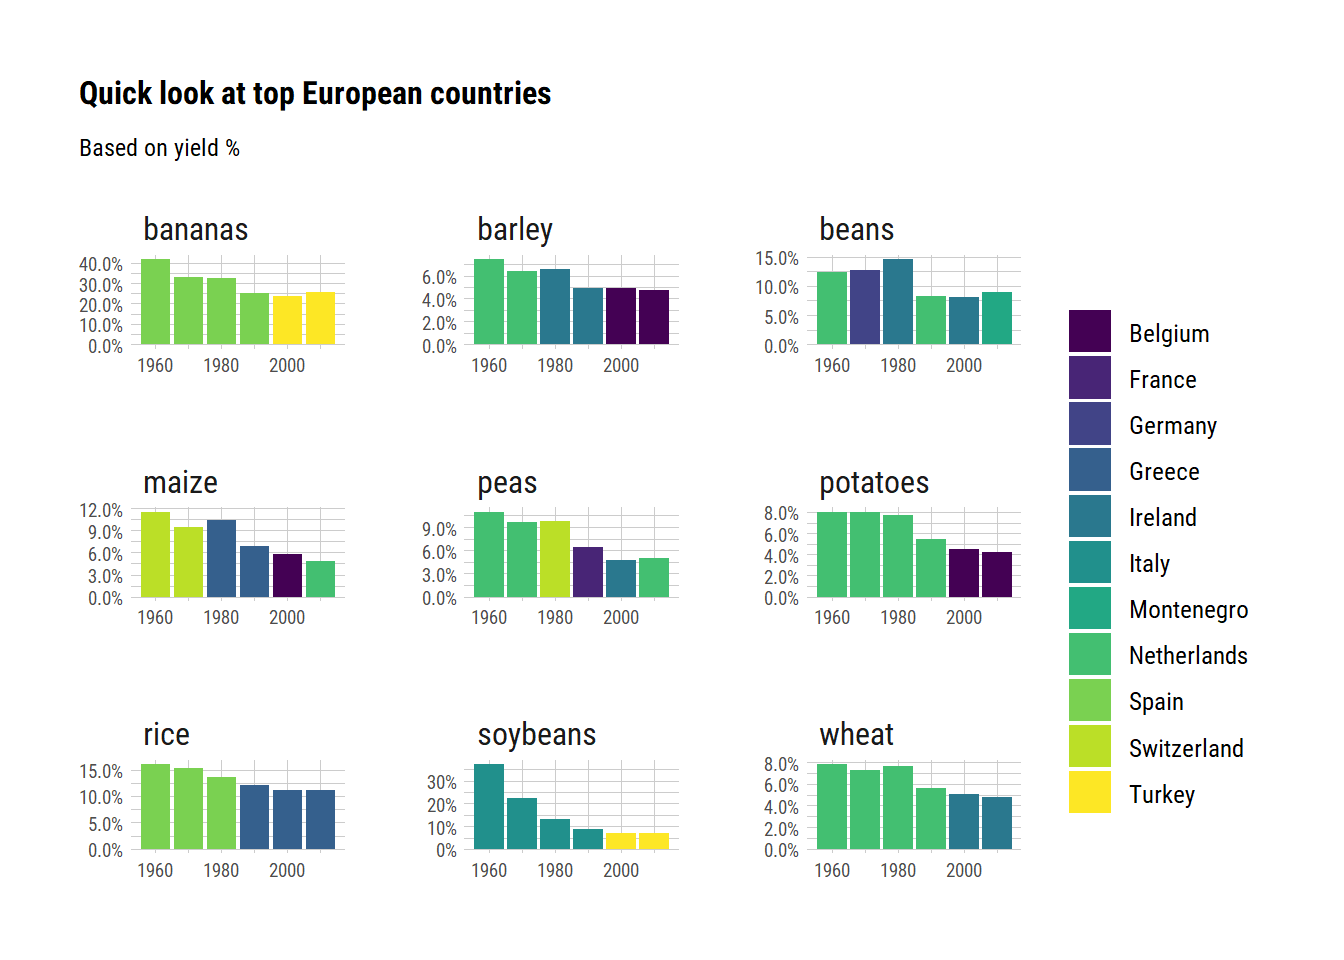 Quick look at top European countries
Based on yield %
bananas
40.0%
30.0%
20.0%
10.0%
0.0%
1960 1980 2000
barley
6.0%
4.0%
2.0%
0.0%
1960 1980 2000
beans
15.0%
10.0%
5.0%
0.0%
1960 1980 2000
maize
12.0%
9.0%
6.0%
3.0%
0.0%
1960 1980 2000
peas
9.0%
6.0%
3.0%
0.0%
1960 1980 2000
potatoes
8.0%
6.0%
4.0%
2.0%
0.0%
1960 1980 2000
rice
15.0%
10.0%
5.0%
0.0%
1960 1980 2000
soybeans
30%
20%
10%
0%
1960 1980 2000
wheat
8.0%
6.0%
4.0%
2.0%
0.0%
1960 1980 2000
Belgium
France
Germany
Greece
Ireland
Italy
Montenegro
Netherlands
Spain
Switzerland
Turkey